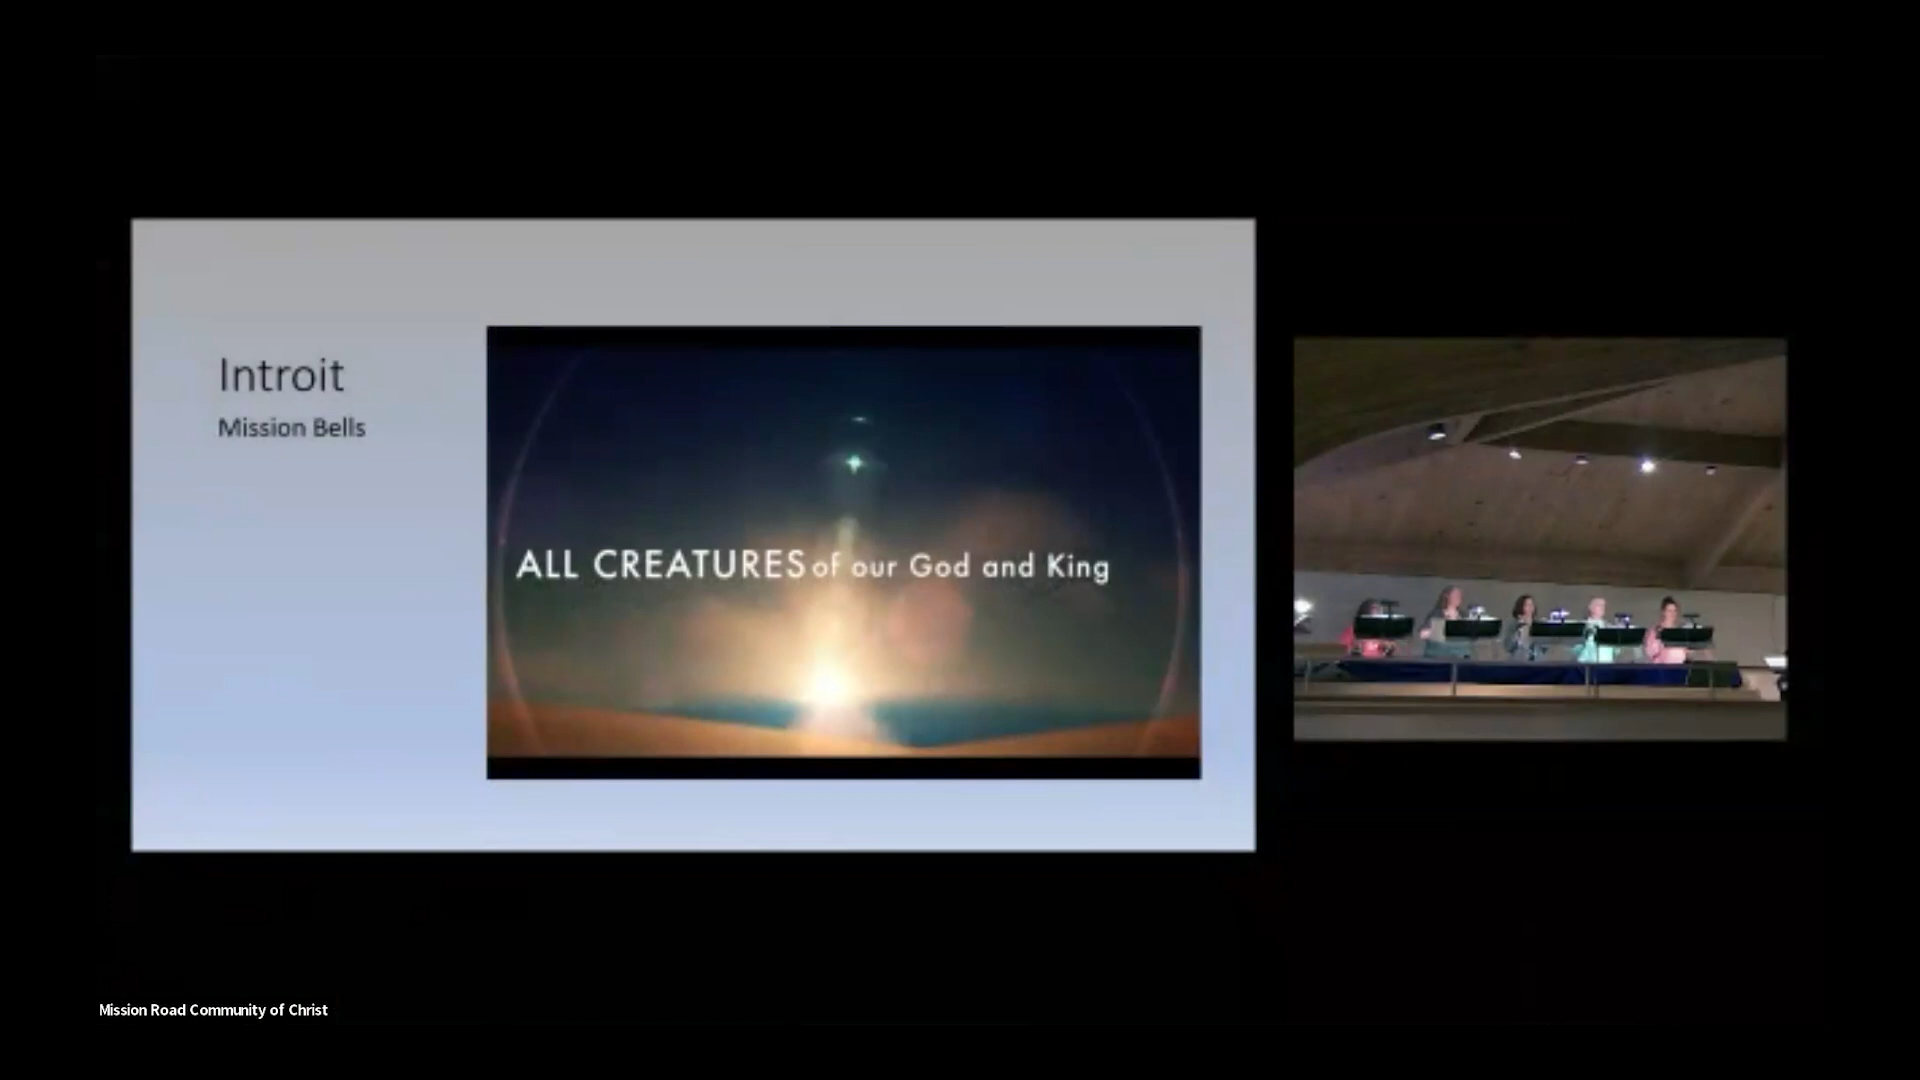 Introit
Mission Bells
ALL CREATURES of our God and King
Mission Road Community of Christ